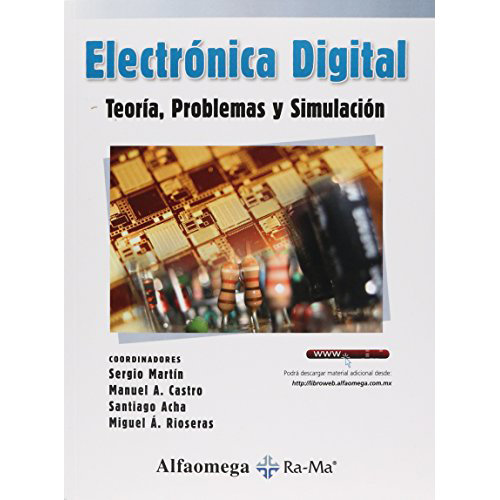 Electrónica Digital
Teoría, Problemas y Simulación
COORDINADORES
Sergio Martín
Manuel A. Castro
Santiago Acha
Miguel Á. Rioseras
www.
Podrá descargar material adicional desde:
http://libroweb.alfaomega.com.mx
Alfaomega Ra-Ma®